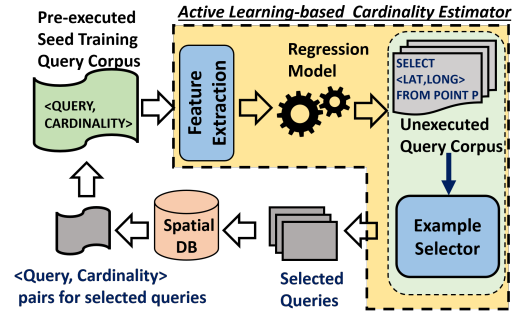 Active Learning-based Cardinality Estimator
Pre-executed
Seed Training
Query Corpus
<QUERY,
CARDINALITY>
Feature
Extraction
Regression
Model
SELECT
<LAT,LONG>
FROM POINT P
Unexecuted
Query Corpus
Example
Selector
Selected
Queries
Spatial
DB
<Query, Cardinality>
pairs for selected queries